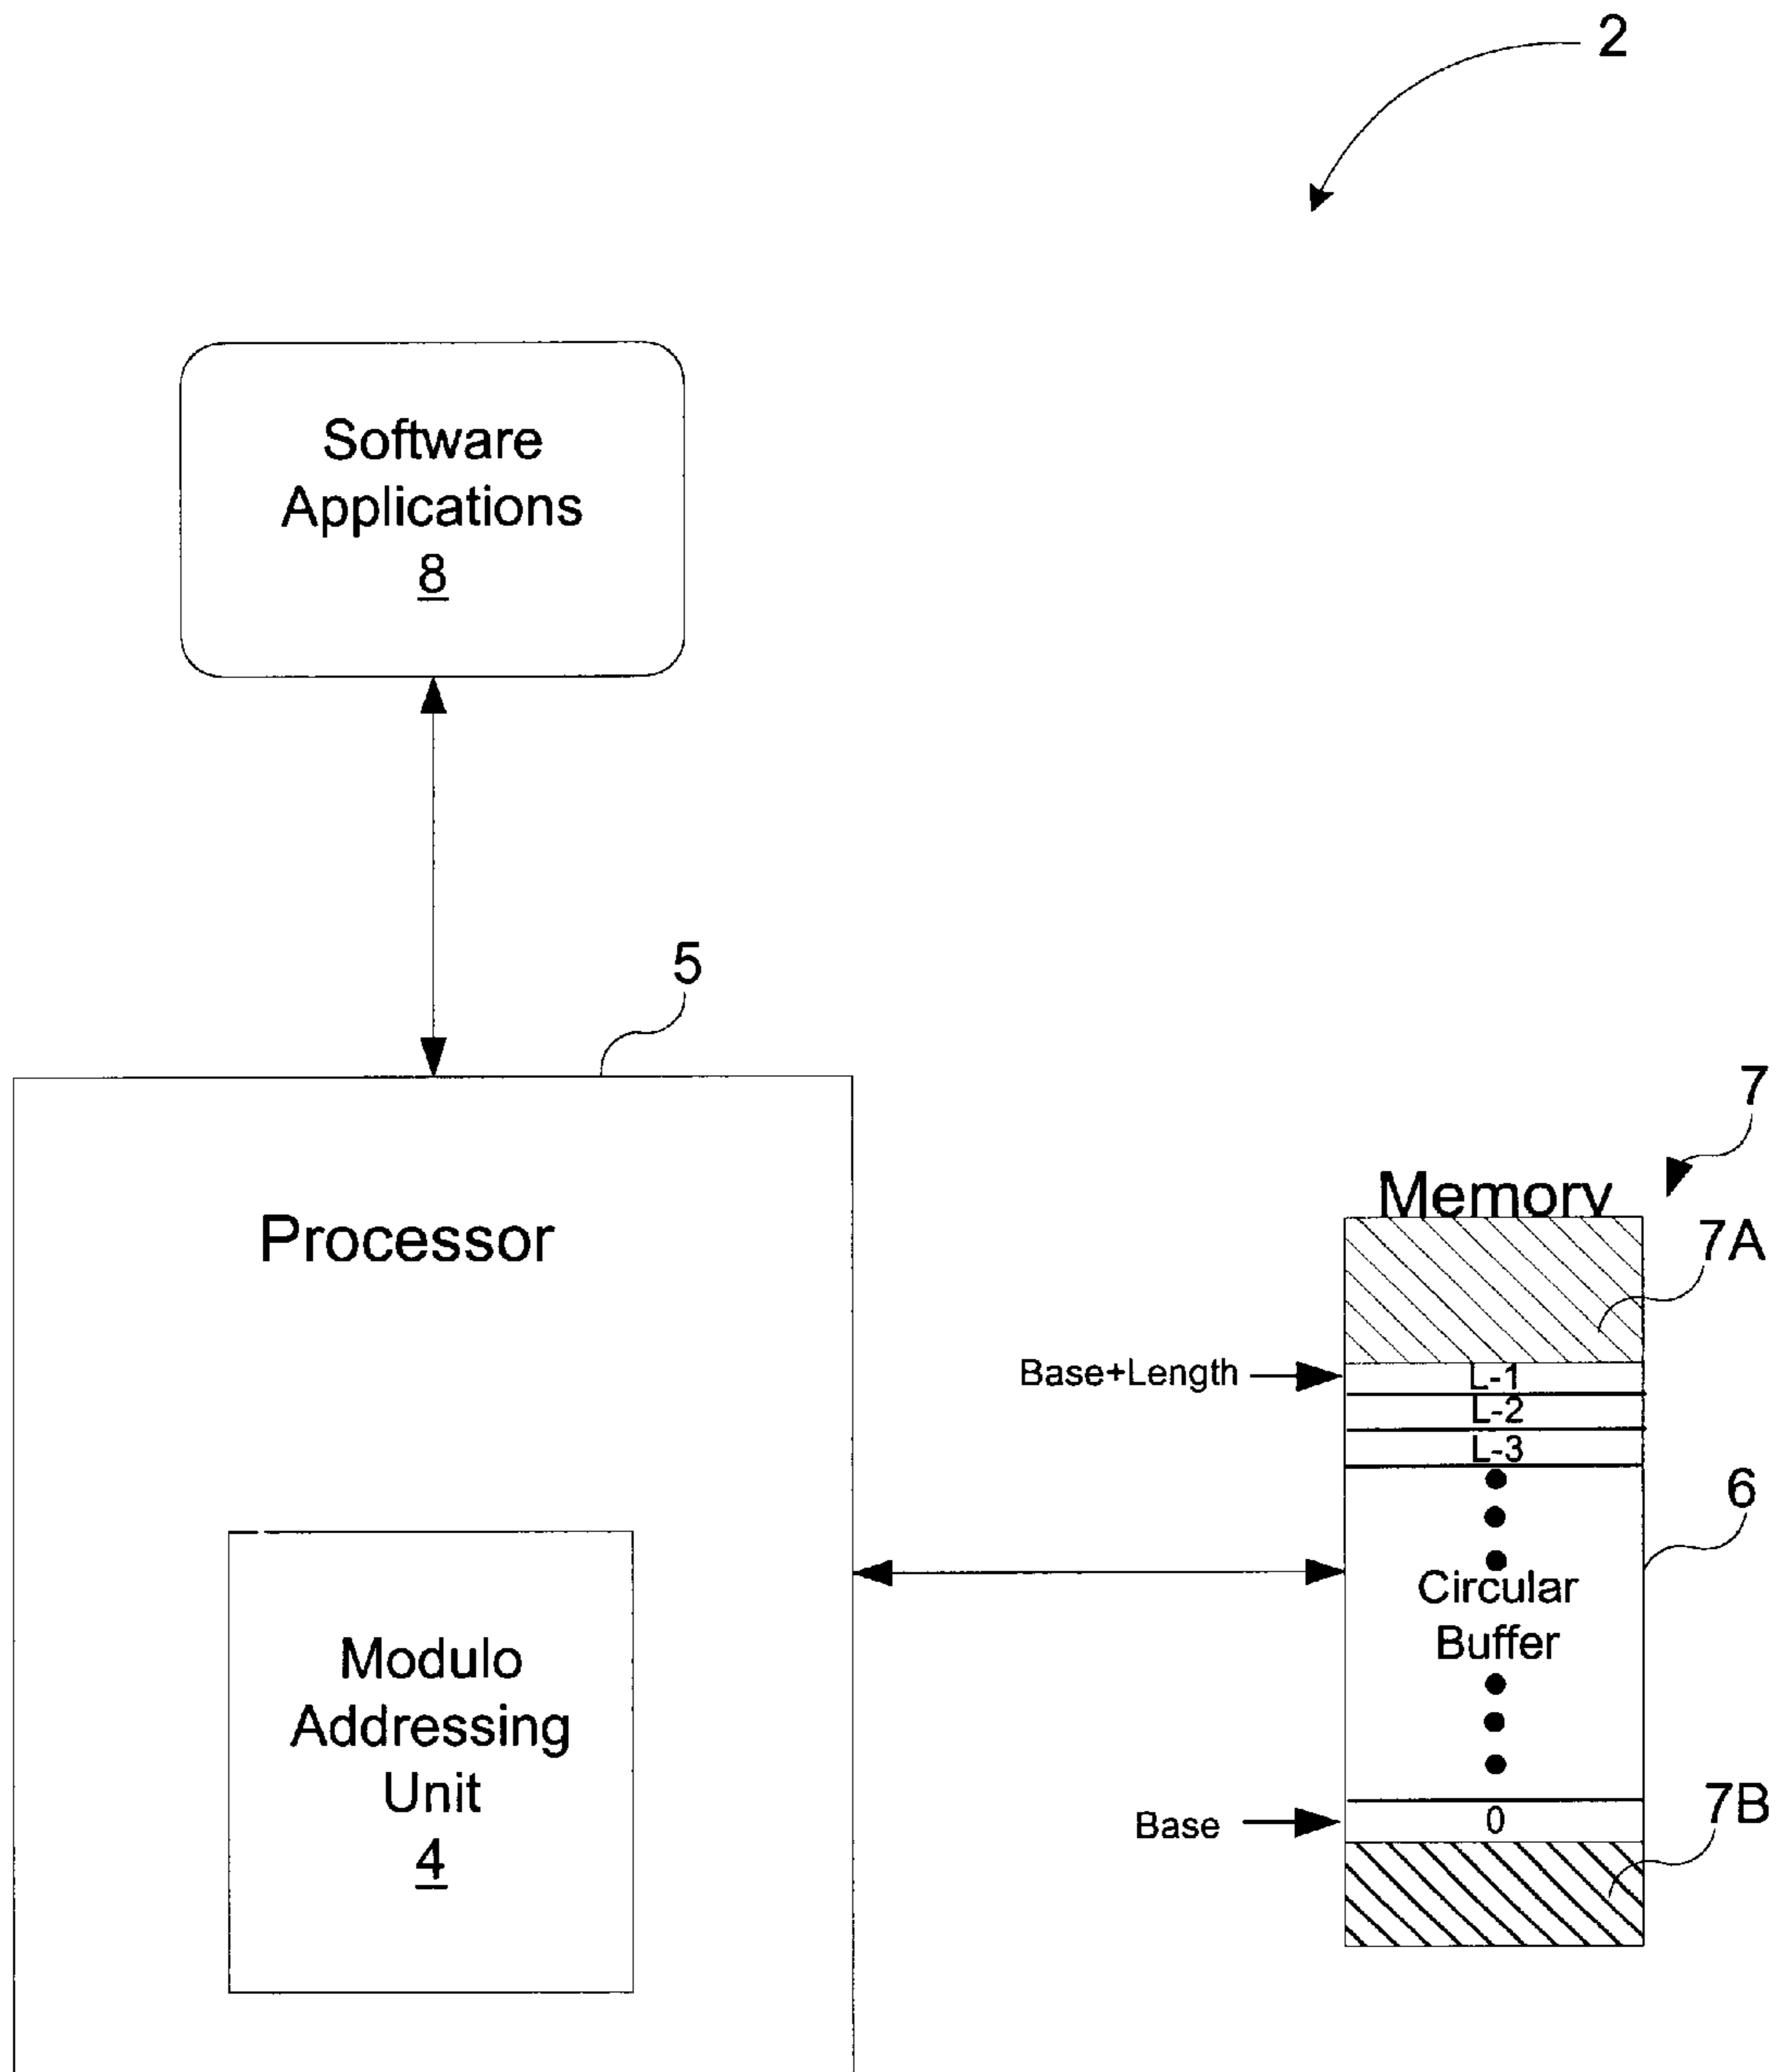 2
Software
Applications
8
5
Processor
Modulo
Addressing
Unit
4
7
Memory
7A
Base+Length
L-1
L-2
L-3
6
Circular
Buffer
Base
0
7B